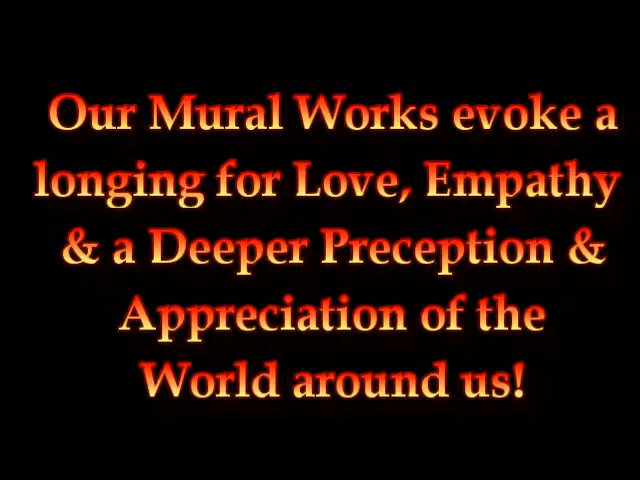 Our Mural Works evoke a
longing for Love, Empathy
& a Deeper Preception &
Appreciation of the
World around us!